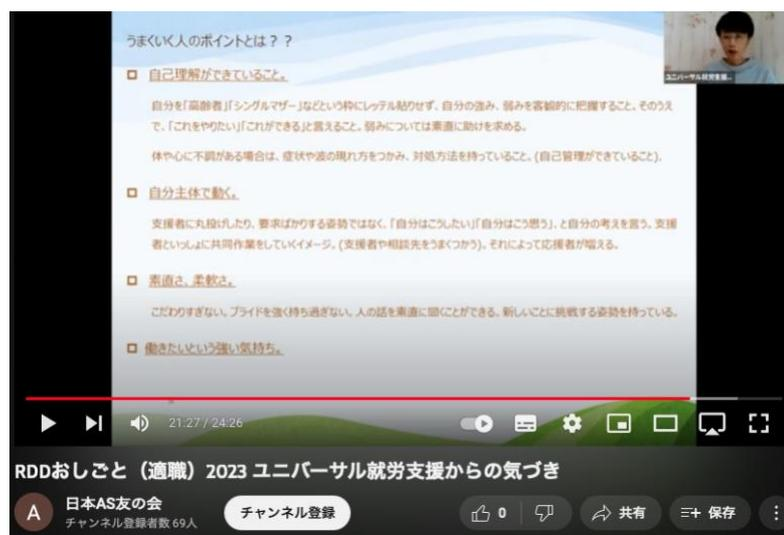 うまくいく人のポイントとは？？
ユニバーサル就労支援...
自己理解ができていること。
自分を「高齢者」「シングルマザー」などという枠にレッテル貼りせず、自分の強み、弱みを客観的に把握すること。そのうえ
で、「これをやりたい」「これができる」と言えること。弱みについては素直に助けを求める。
体や心に不調がある場合は、症状や波の現れ方をつかみ、対処方法を持っていること。(自己管理ができていること)。
自分主体で動く。
支援者に丸投げしたり、要求ばかりする姿勢ではなく、「自分はこうしたい」「自分はこう思う」、と自分の考えを言う。支援
者といっしょに共同作業をしていくイメージ。(支援者や相談先をうまくつかう)。それによって応援者が増える。
素直さ、柔軟さ。
こだわりすぎない。プライドを強く持ち過ぎない。人の話を素直に聞くことができる。新しいことに挑戦する姿勢を持っている。
働きたいという強い気持ち。
21:27 / 24:26
RDDおしごと（適職）2023 ユニバーサル就労支援からの気づき
A
日本AS友の会
チャンネル登録者数 69人
チャンネル登録
0
共有
保存